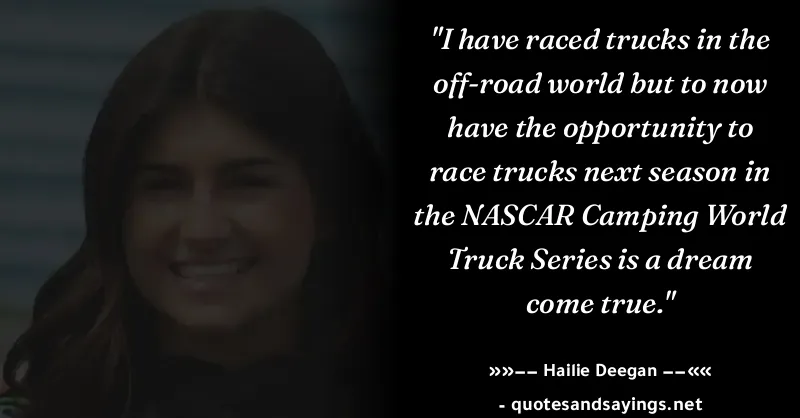 "I have raced trucks in the
off-road world but to now
have the opportunity to
race trucks next season in
the NASCAR Camping World
Truck Series is a dream
come true."
»»−− Hailie Deegan −−««
- quotesandsayings.net